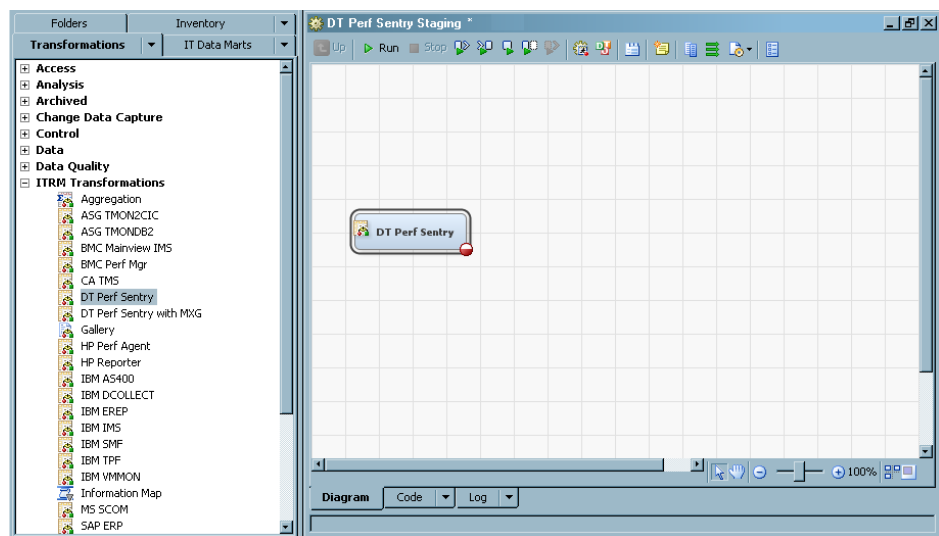 Folders
Inventory
Transformations
IT Data Marts
Access
Analysis
Archived
Change Data Capture
Control
Data
Data Quality
ITRM Transformations
Aggregation
ASG TMON2CIC
ASG TMONDB2
BMC Mainview IMS
BMC Perf Mgr
CA TMS
DT Perf Sentry
DT Perf Sentry with MXG
Gallery
HP Perf Agent
HP Reporter
IBM AS400
IBM DCOLLECT
IBM EREP
IBM IMS
IBM SMF
IBM TPF
IBM VMMON
Information Map
MS SCOM
SAP ERP
DT Perf Sentry Staging *
Up
Run
Stop
DT Perf Sentry
100%
Diagram
Code
Log